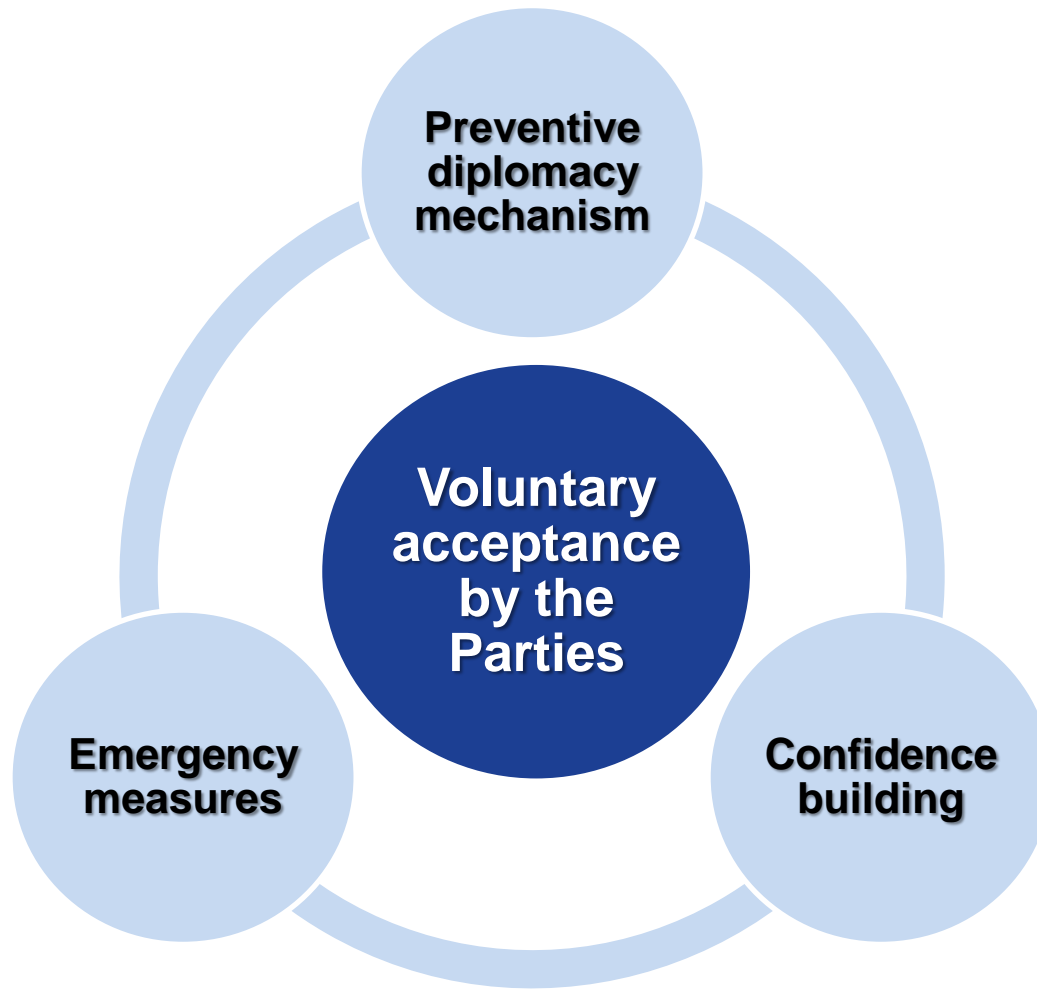 Preventive
diplomacy
mechanism
Voluntary
acceptance
by the
Parties
Emergency
measures
Confidence
building